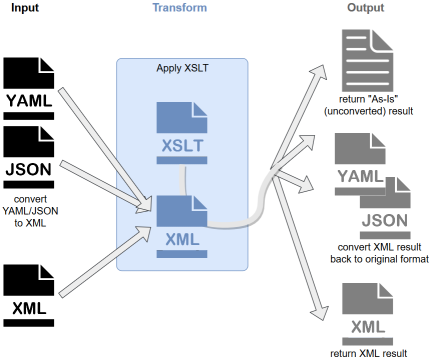 Input
Transform
Output
YAML
JSON
convert
YAML/JSON
to XML
XML
Apply XSLT
XSLT
XML
return "As-Is"
(unconverted) result
YAML
JSON
convert XML result
back to original format
XML
return XML result